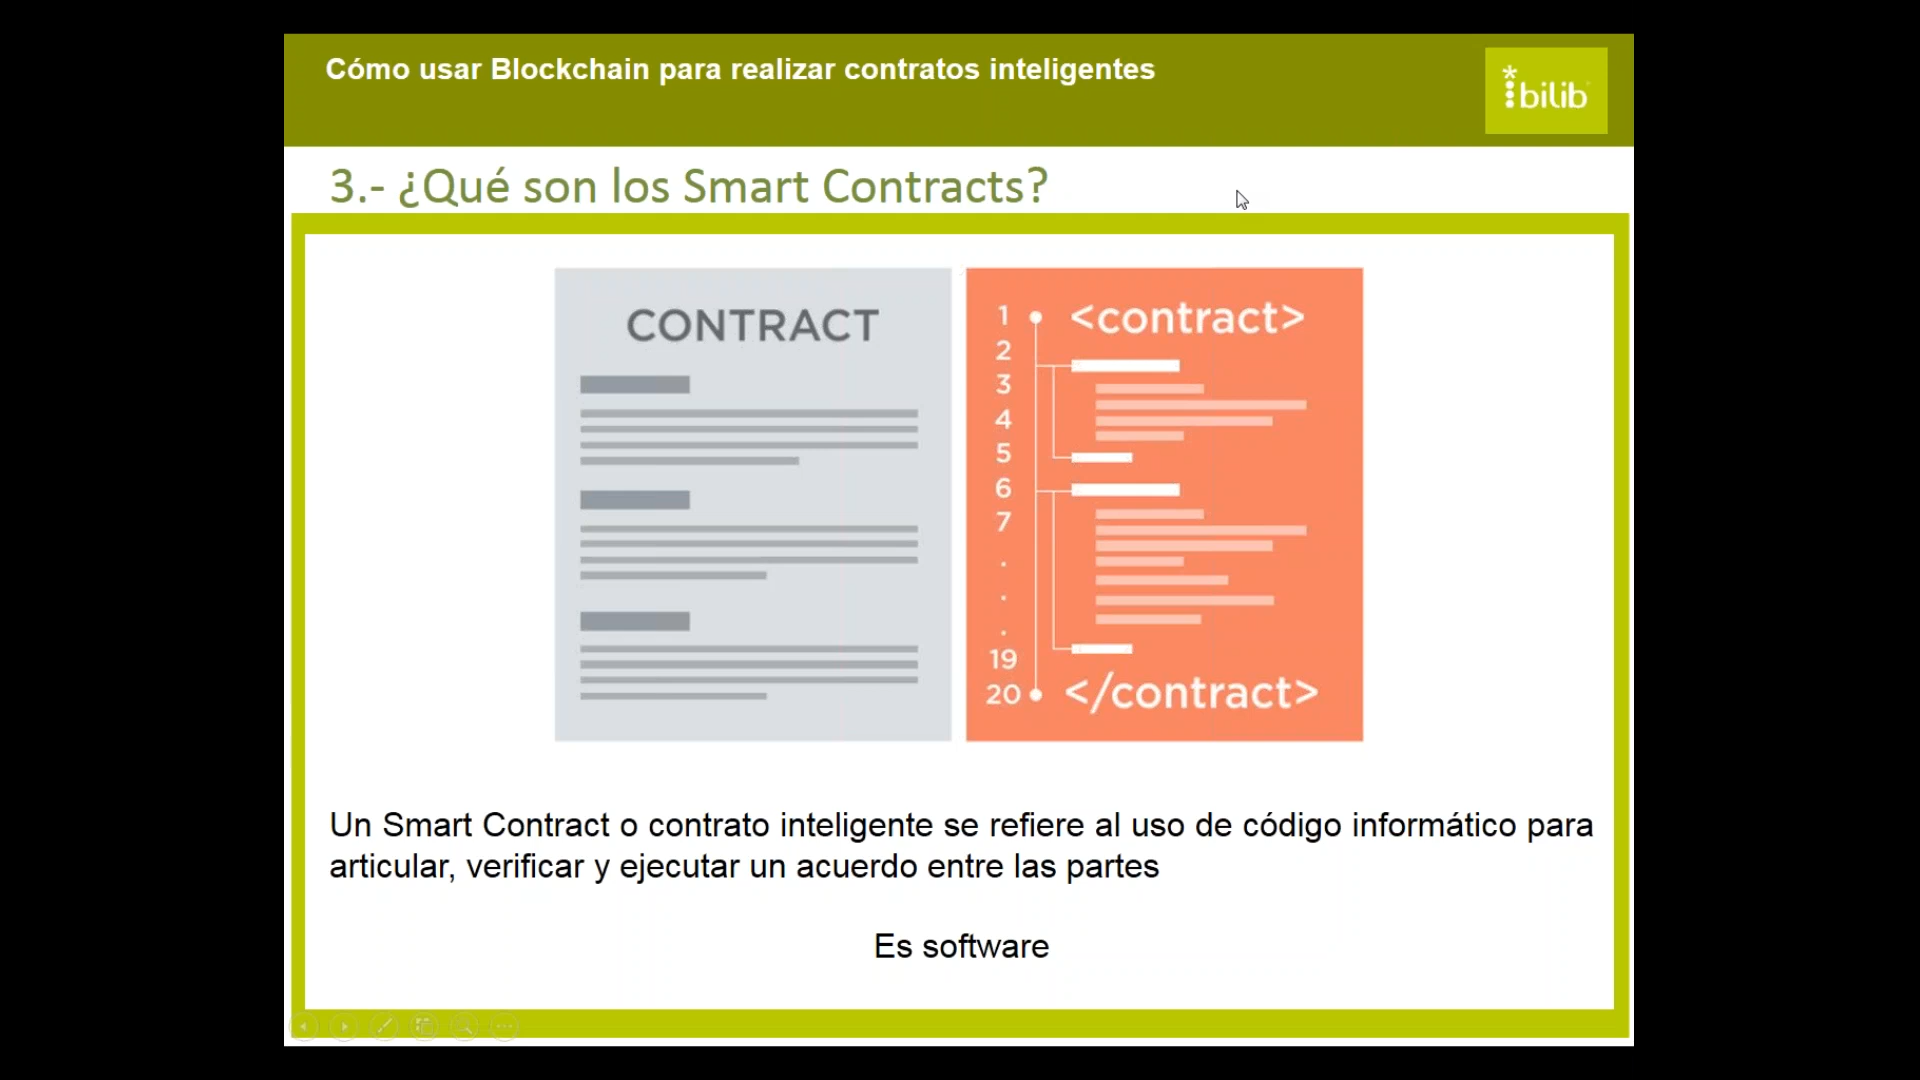 Cómo usar Blockchain para realizar contratos inteligentes
bilib
3.- ¿Qué son los Smart Contracts?
CONTRACT
1 <contract>
2
3
4
5
6
7
.
.
.
19
20 </contract>
Un Smart Contract o contrato inteligente se refiere al uso de código informático para
articular, verificar y ejecutar un acuerdo entre las partes
Es software